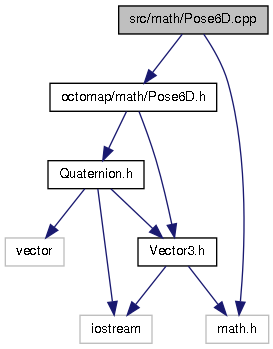 src/math/Pose6D.cpp
octomap/math/Pose6D.h
Quaternion.h
vector
Vector3.h
iostream
math.h